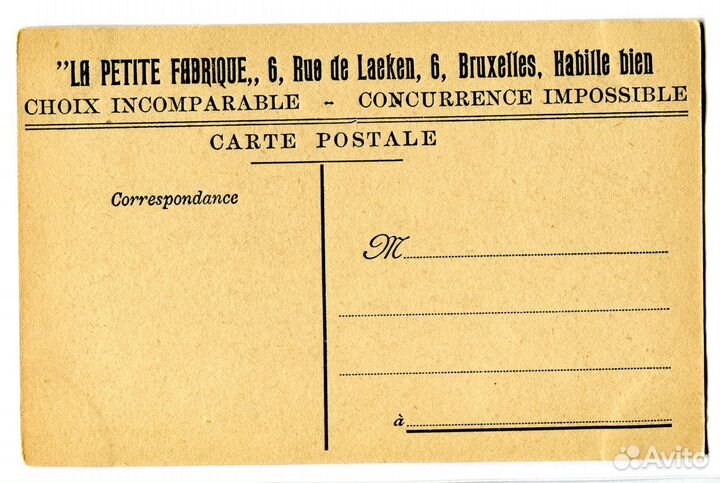 "LA PETITE FABRIQUE,, 6, Rue de Laeken, 6, Bruxelles, Habille bien
CHOIX INCOMPARABLE - CONCURRENCE IMPOSSIBLE
CARTE POSTALE
Correspondance
M
à
Avito